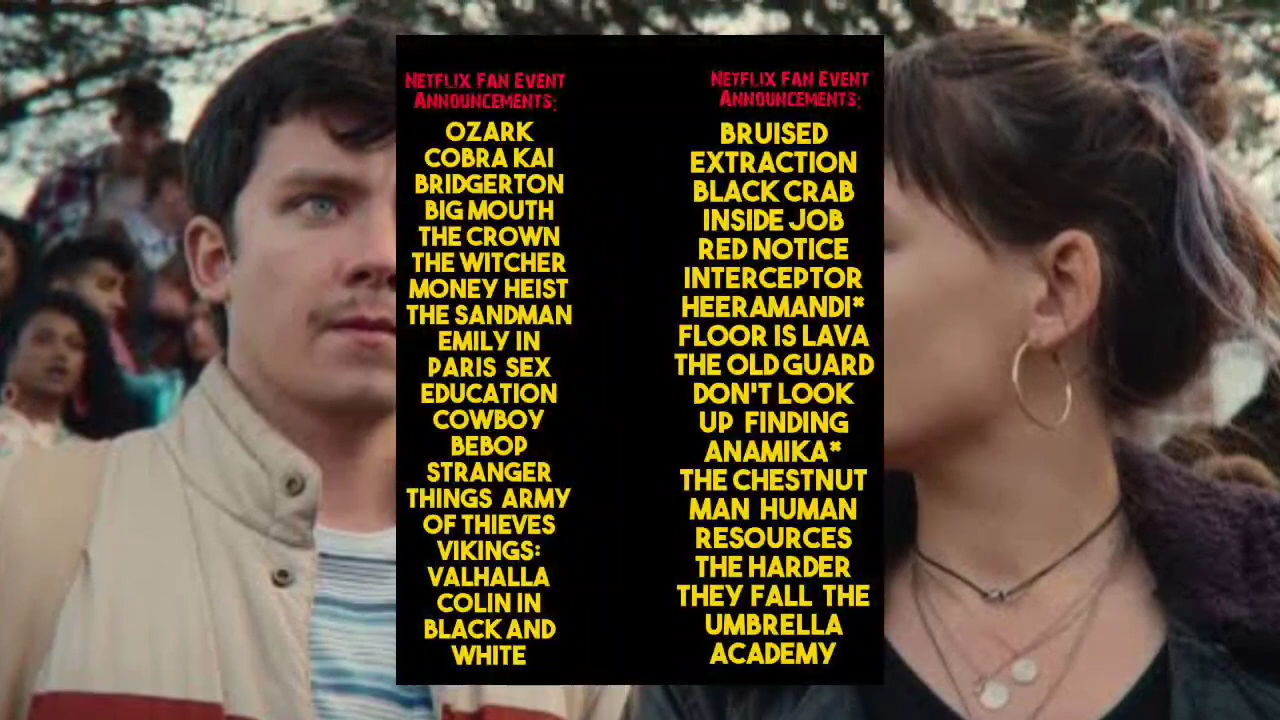 NETFLIX FAN EVENT
ANNOUNCEMENTS:
OZARK
COBRA KAI
BRIDGERTON
BIG MOUTH
THE CROWN
THE WITCHER
MONEY HEIST
THE SANDMAN
EMILY IN
PARIS SEX
EDUCATION
COWBOY
BEBOP
STRANGER
THINGS ARMY
OF THIEVES
VIKINGS:
VALHALLA
COLIN IN
BLACK AND
WHITE
NETFLIX FAN EVENT
ANNOUNCEMENTS:
BRUISED
EXTRACTION
BLACK CRAB
INSIDE JOB
RED NOTICE
INTERCEPTOR
HEERAMANDI*
FLOOR IS LAVA
THE OLD GUARD
DON'T LOOK
UP FINDING
ANAMIKA*
THE CHESTNUT
MAN HUMAN
RESOURCES
THE HARDER
THEY FALL THE
UMBRELLA
ACADEMY